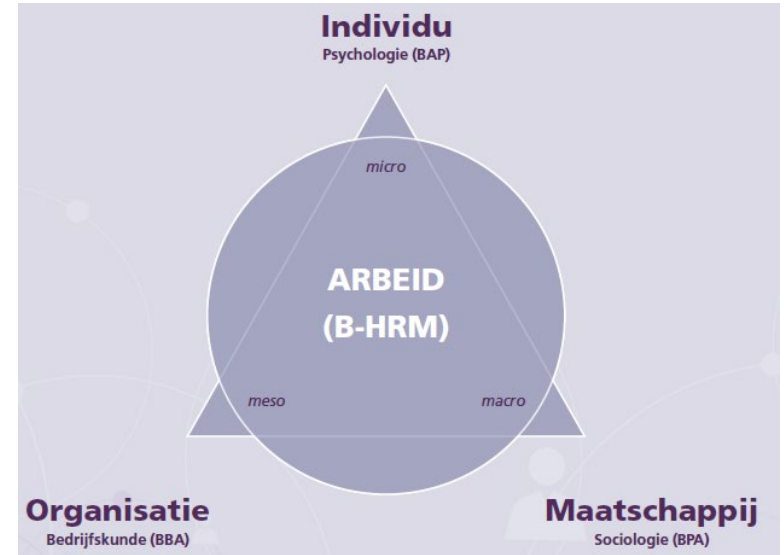 Individu
Psychologie (BAP)
micro
ARBEID
(B-HRM)
meso
macro
Organisatie
Bedrijfskunde (BBA)
Maatschappij
Sociologie (BPA)